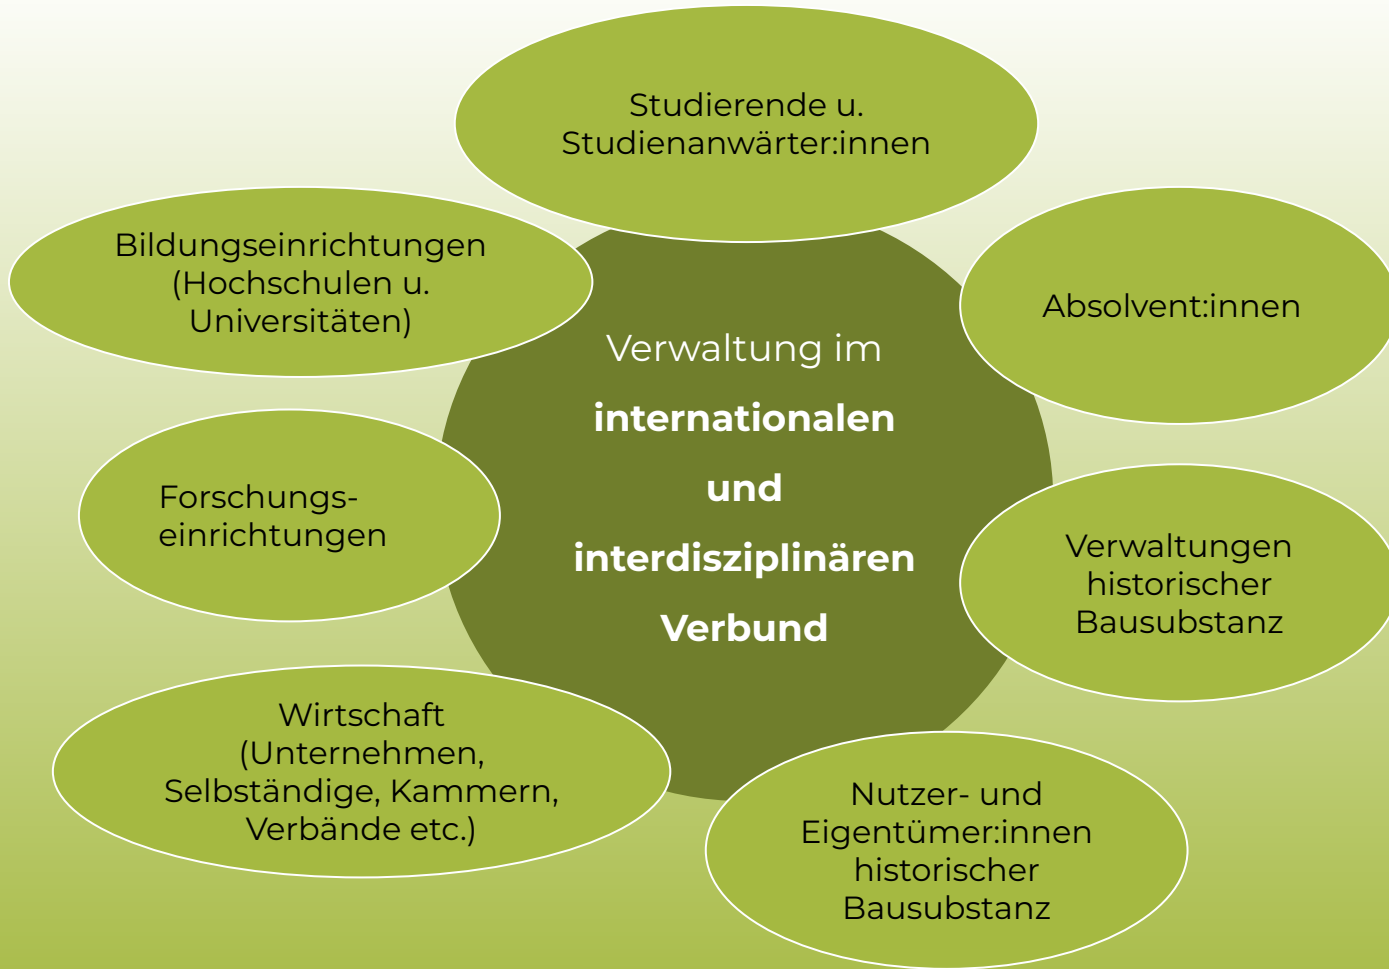 Studierende u.
Studienanwärter:innen
Bildungseinrichtungen
(Hochschulen u.
Universitäten)
Absolvent:innen
Verwaltung im
internationalen
und
interdisziplinären
Verbund
Forschungs-
einrichtungen
Verwaltungen
historischer
Bausubstanz
Wirtschaft
(Unternehmen,
Selbständige, Kammern,
Verbände etc.)
Nutzer- und
Eigentümer:innen
historischer
Bausubstanz